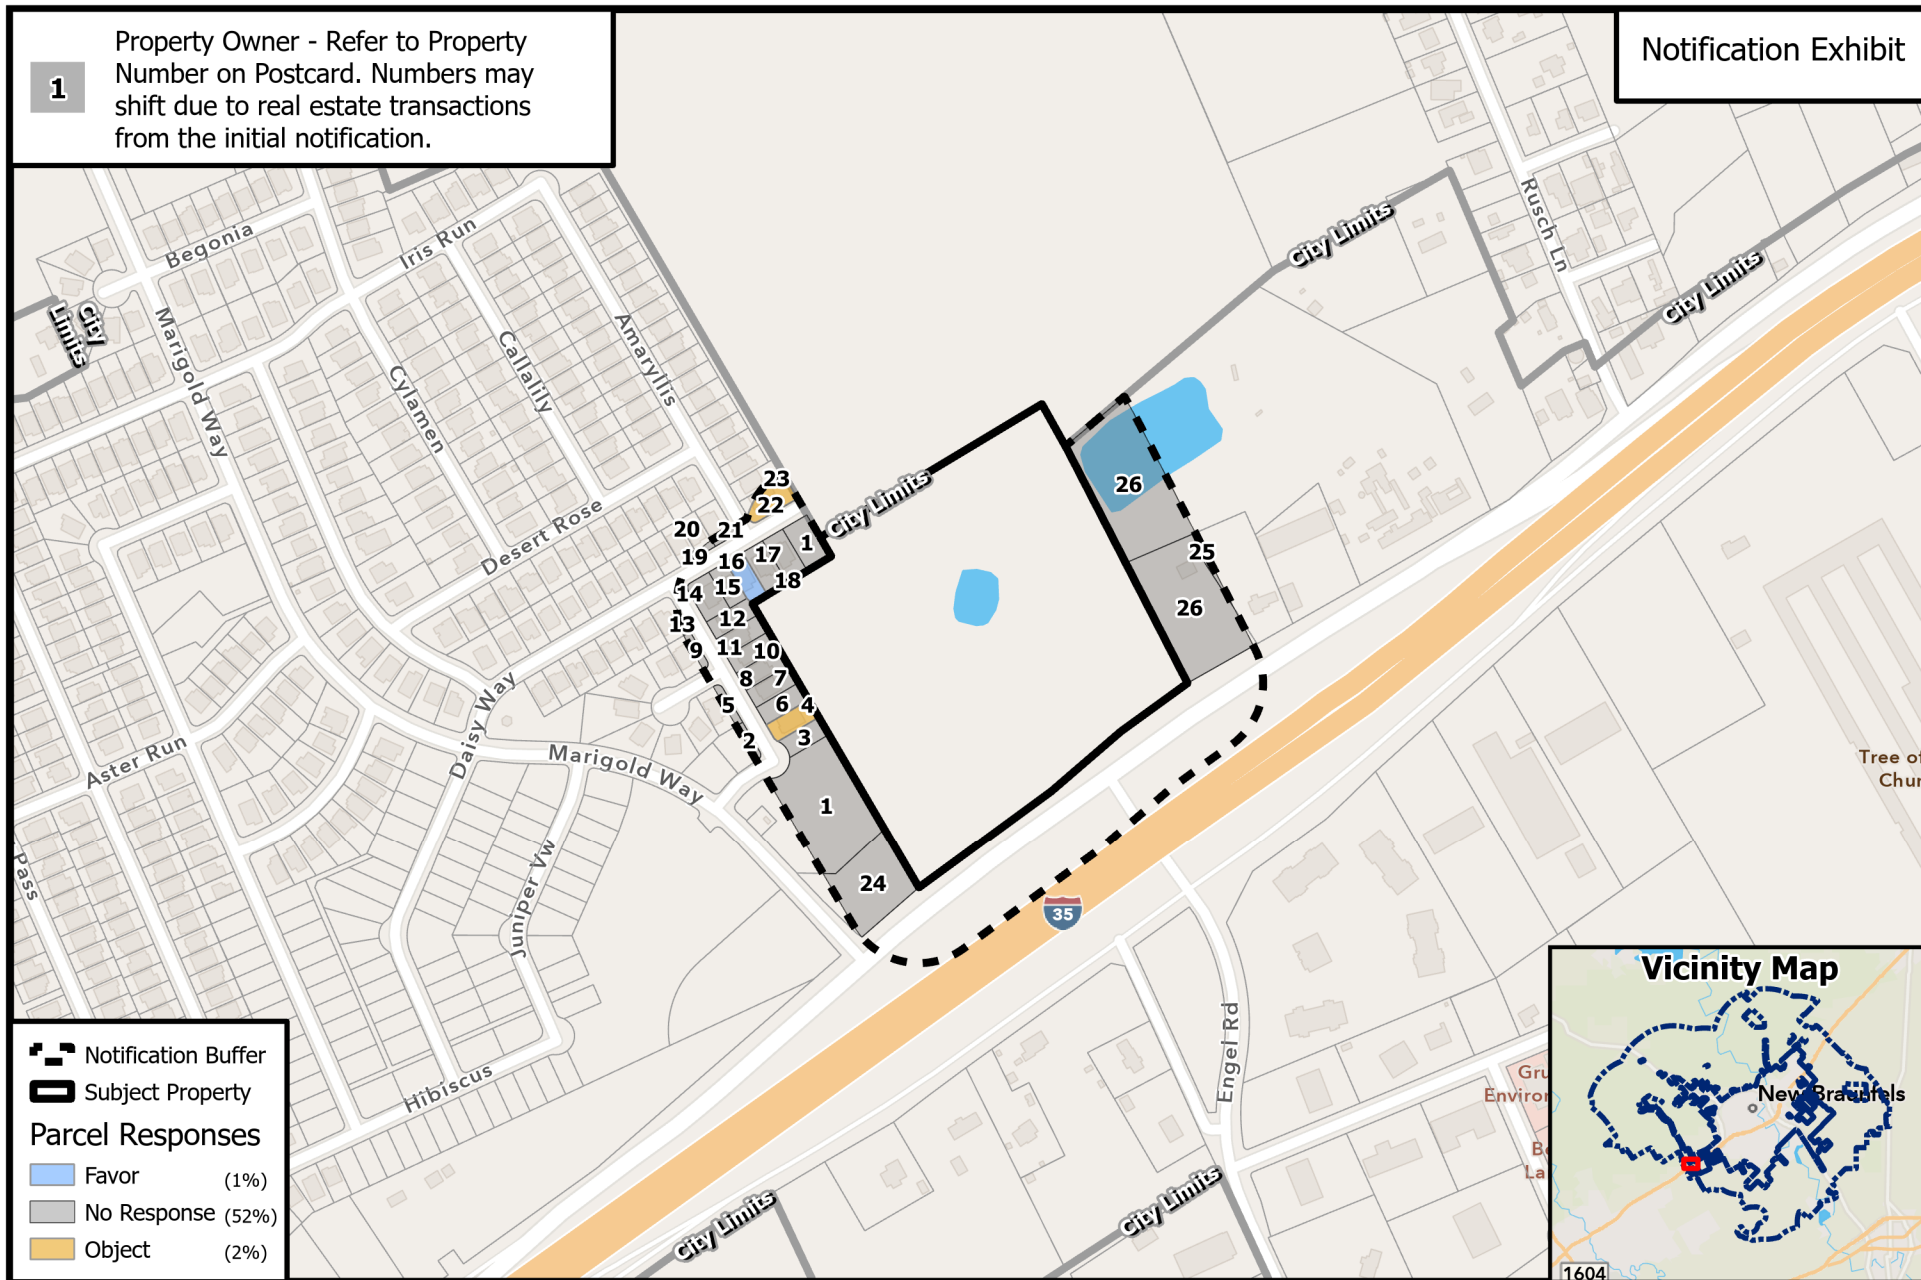 1
Property Owner - Refer to Property
Number on Postcard. Numbers may
shift due to real estate transactions
from the initial notification.
Notification Exhibit
Begonia
Iris Run
City
Limits
Marigold Way
Callalily
Amaryllis
Cylamen
Desert Rose
City Limits
Rusch Ln
City Limits
City Limits
23
22
20
21
19
16
17
1
14
15
18
13
12
9
11
10
8
7
5
6
4
2
3
1
24
26
25
26
Aster Run
Daisy Way
Marigold Way
Juniper Vw
Pass
Hibiscus
35
Engel Rd
Tree of
Chur
Gru
Environ
Be
La
City Limits
City Limits
Notification Buffer
Subject Property
Parcel Responses
Favor (1%)
No Response (52%)
Object (2%)
Vicinity Map
New Braunfels
1604